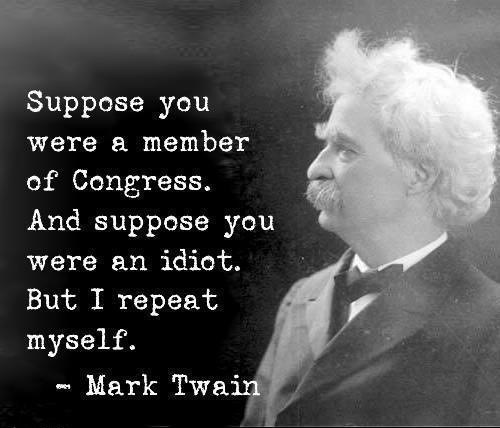 Suppose you
were a member
of Congress.
And suppose you
were an idiot.
But I repeat
myself.
- Mark Twain